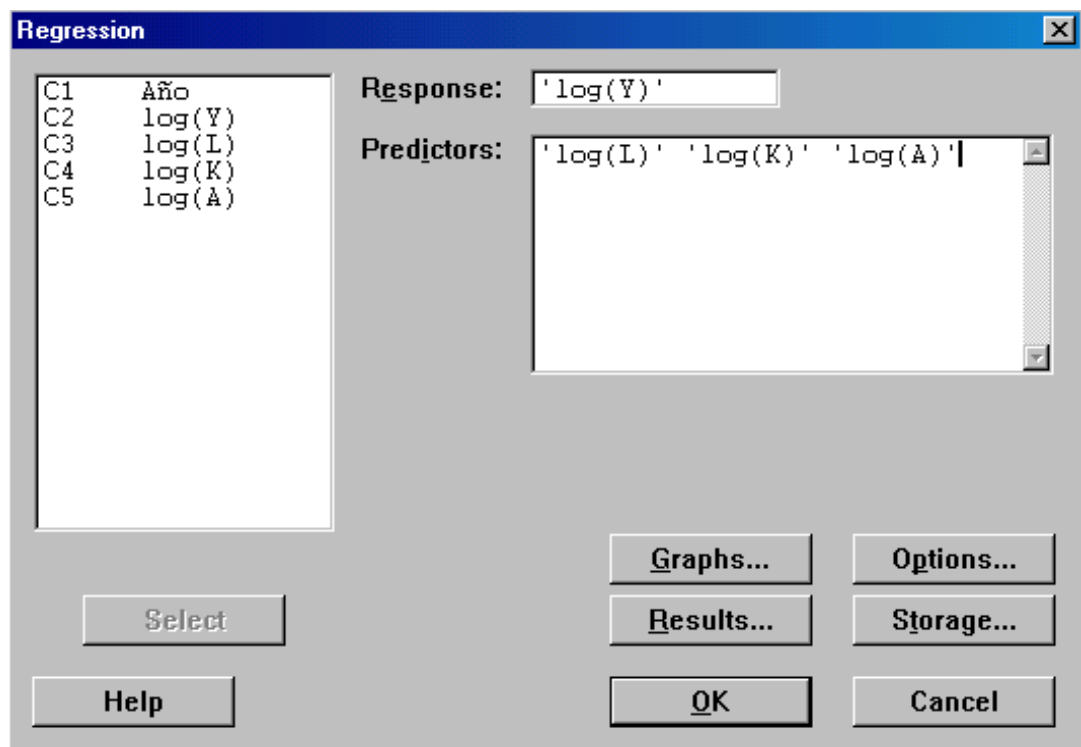 Regression
C1 Año
C2 log(Y)
C3 log(L)
C4 log(K)
C5 log(A)
Response: 'log(Y)'
Predictors: 'log(L)' 'log(K)' 'log(A)'
Graphs... Options...
Select Results... Storage...
Help OK Cancel